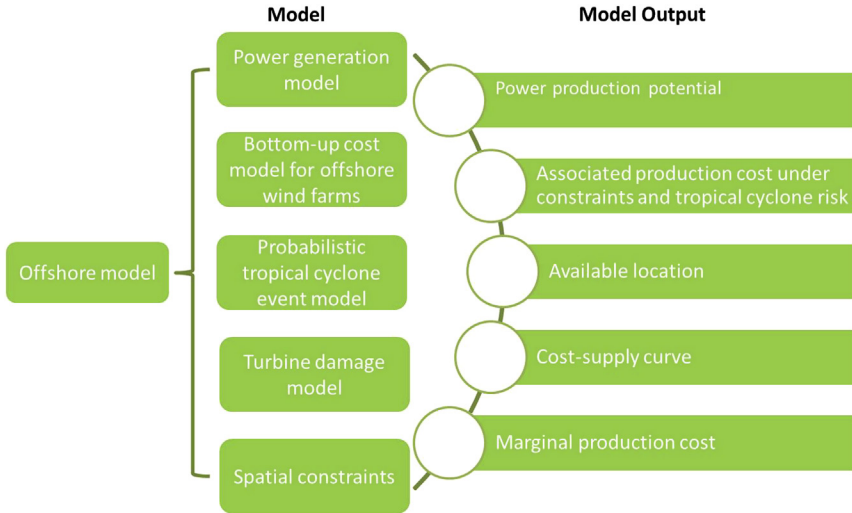 Model
Model Output
Offshore model
Power generation
model
Bottom-up cost
model for offshore
wind farms
Probabilistic
tropical cyclone
event model
Turbine damage
model
Spatial constraints
Power production potential
Associated production cost under
constraints and tropical cyclone risk
Available location
Cost-supply curve
Marginal production cost